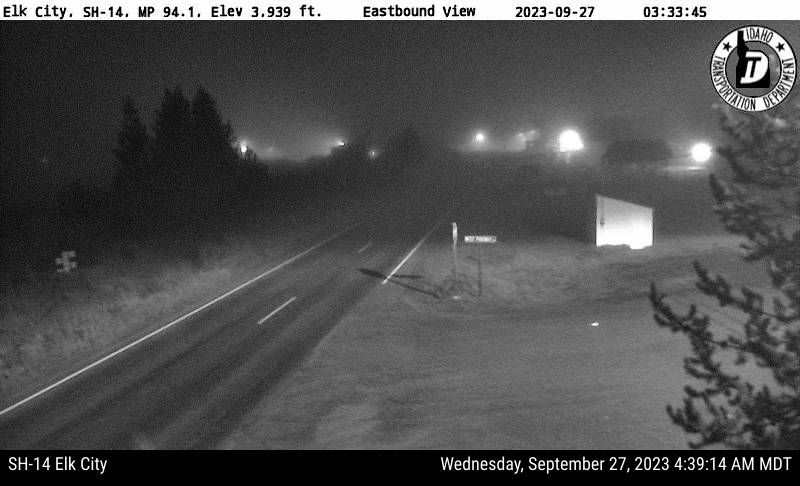 Elk City, SH-14, MP 94.1, Elev 3,939 ft. Eastbound View 2023-09-27 03:33:45
IDAHO TRANSPORTATION DEPARTMENT
SH-14 Elk City Wednesday, September 27, 2023 4:39:14 AM MDT